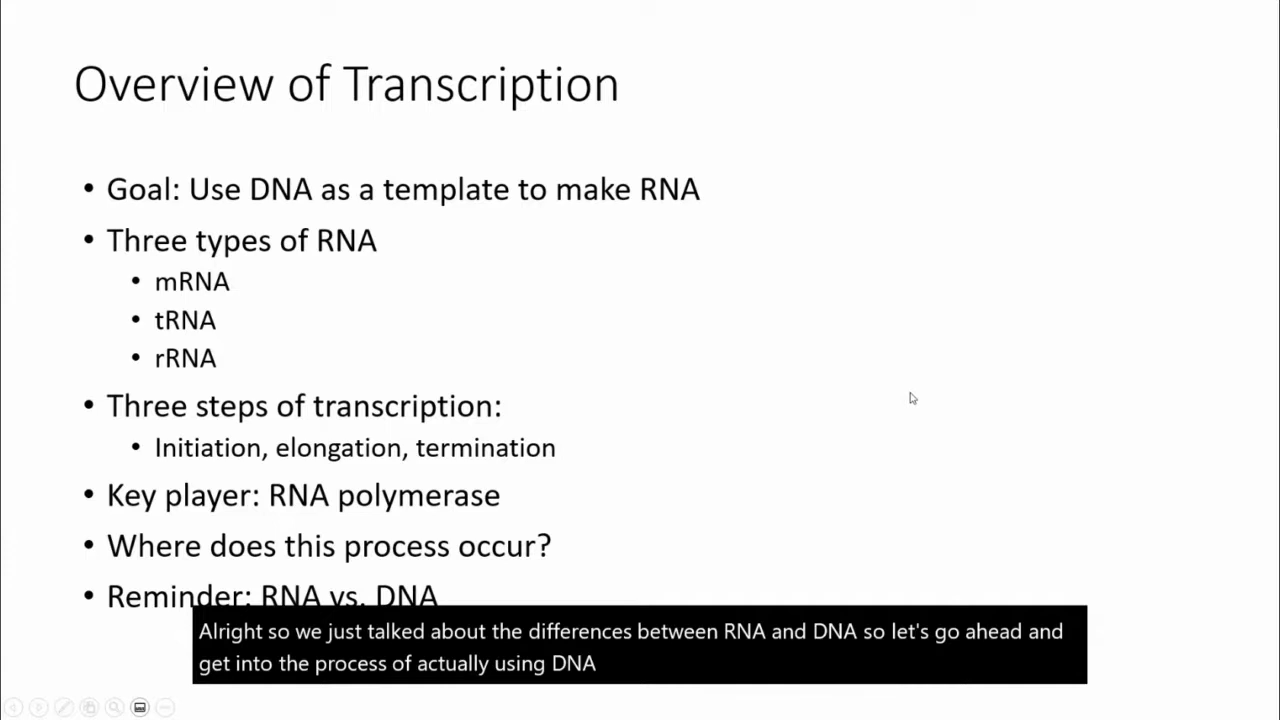 Overview of Transcription
• Goal: Use DNA as a template to make RNA
• Three types of RNA
• mRNA
• tRNA
• rRNA
• Three steps of transcription:
• Initiation, elongation, termination
• Key player: RNA polymerase
• Where does this process occur?
• Reminder: RNA vs. DNA
Alright so we just talked about the differences between RNA and DNA so let's go ahead and
get into the process of actually using DNA